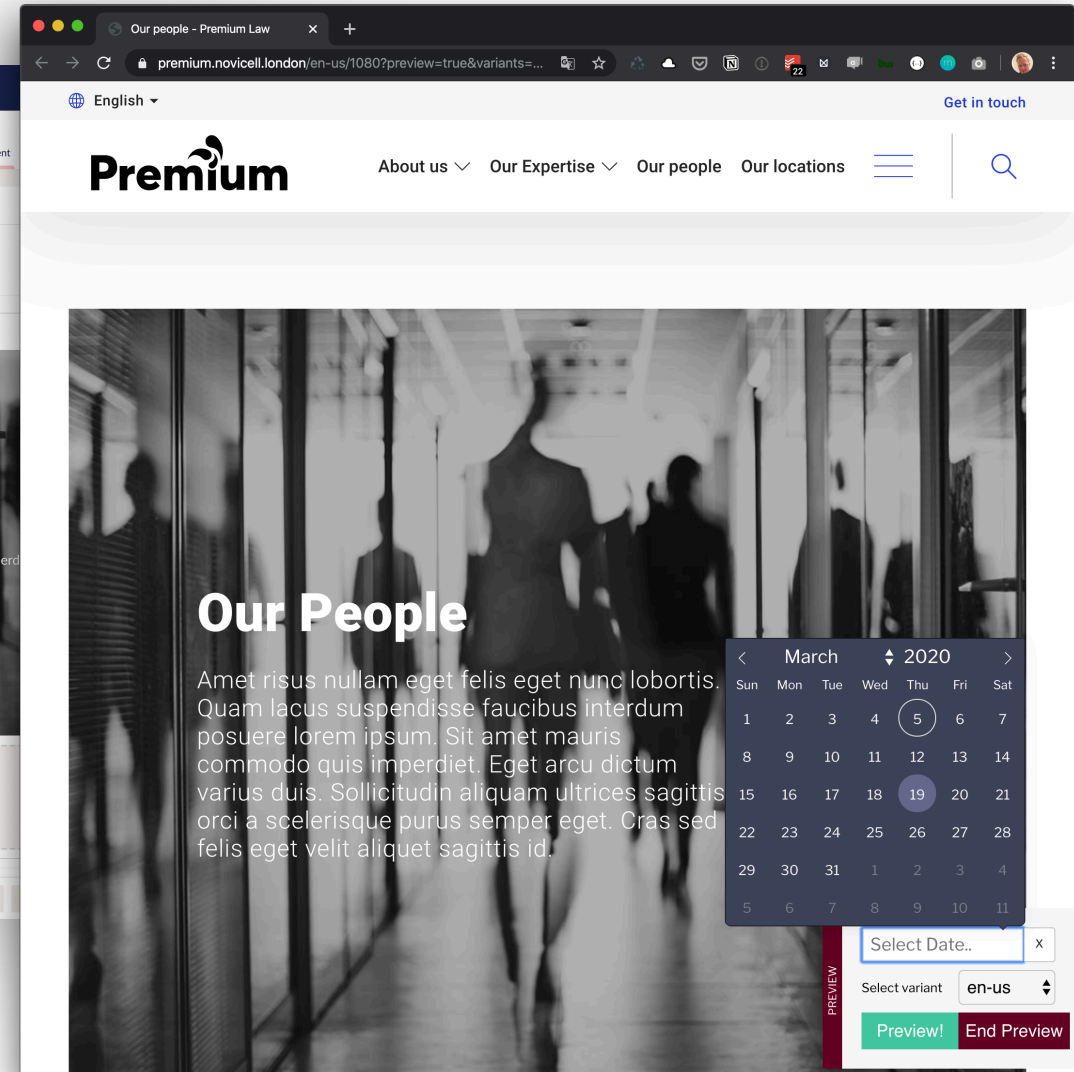 Our people - Premium Law
premium.novicell.london/en-us/1080?preview=true&variants=...
22
English
Get in touch
ent
Premium
About us
Our Expertise
Our people
Our locations
erd
Our People
Amet risus nullam eget felis eget nunc lobortis.
Quam lacus suspendisse faucibus interdum
posuere lorem ipsum. Sit amet mauris
commodo quis imperdiet. Eget arcu dictum
varius duis. Sollicitudin aliquam ultrices sagittis
orci a scelerisque purus semper eget. Cras sed
felis eget velit aliquet sagittis id.
March 2020
Sun Mon Tue Wed Thu Fri Sat
1 2 3 4 5 6 7
8 9 10 11 12 13 14
15 16 17 18 19 20 21
22 23 24 25 26 27 28
29 30 31 1 2 3 4
5 6 7 8 9 10 11
PREVIEW
Select Date.. X
Select variant en-us
Preview! End Preview